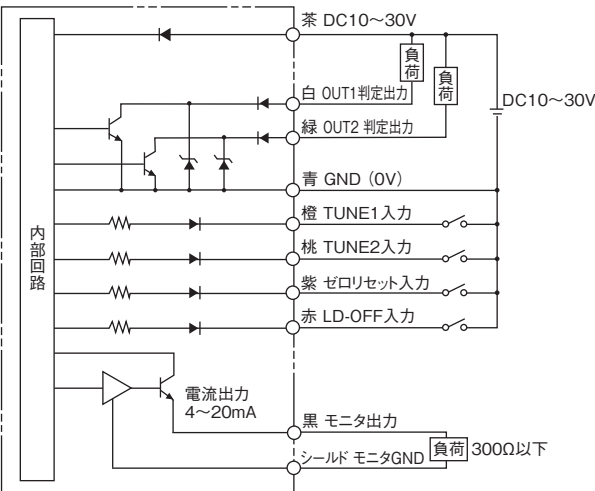 茶 DC10～30V
負荷
負荷
白 OUT1判定出力
DC10～30V
緑 OUT2 判定出力
青 GND（0V）
橙 TUNE1入力
桃 TUNE2入力
内部回路
紫 ゼロリセット入力
赤 LD-OFF入力
電流出力
4～20mA
黒 モニタ出力
負荷 300Ω以下
シールド モニタGND